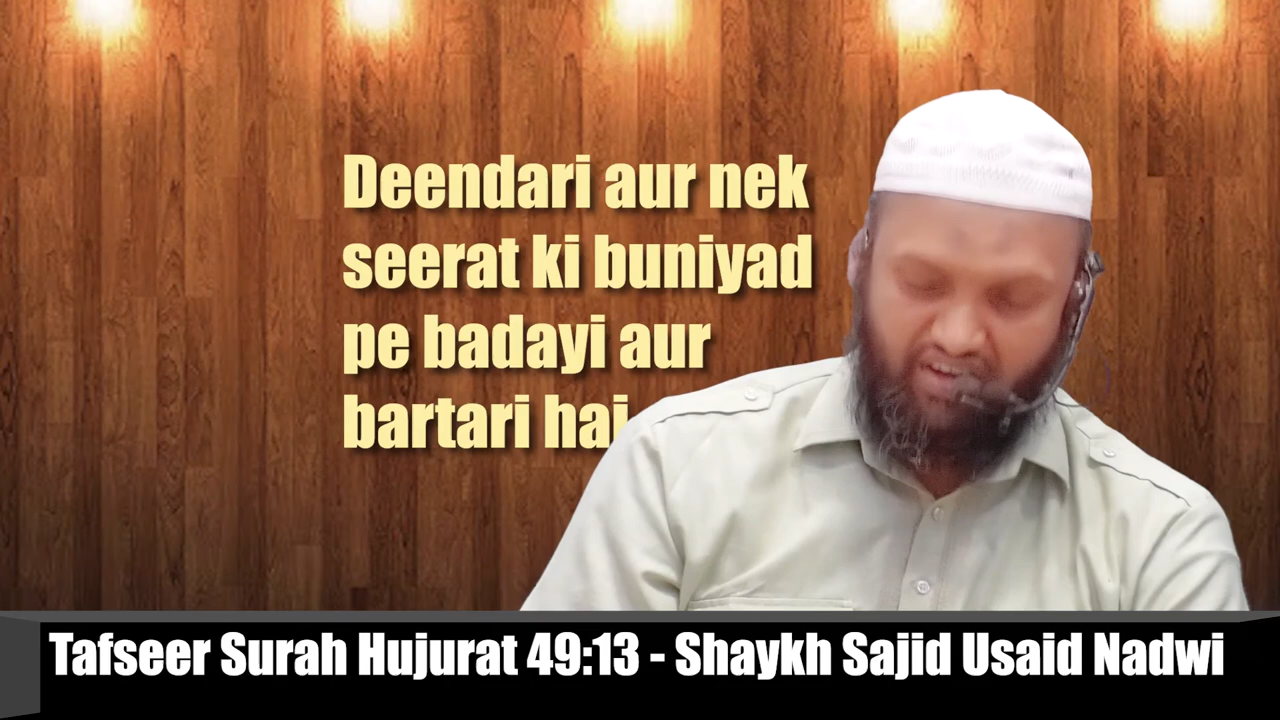 Deendari aur nek
seerat ki buniyad
pe badayi aur
bartari hai
Tafseer Surah Hujurat 49:13 - Shaykh Sajid Usaid Nadwi